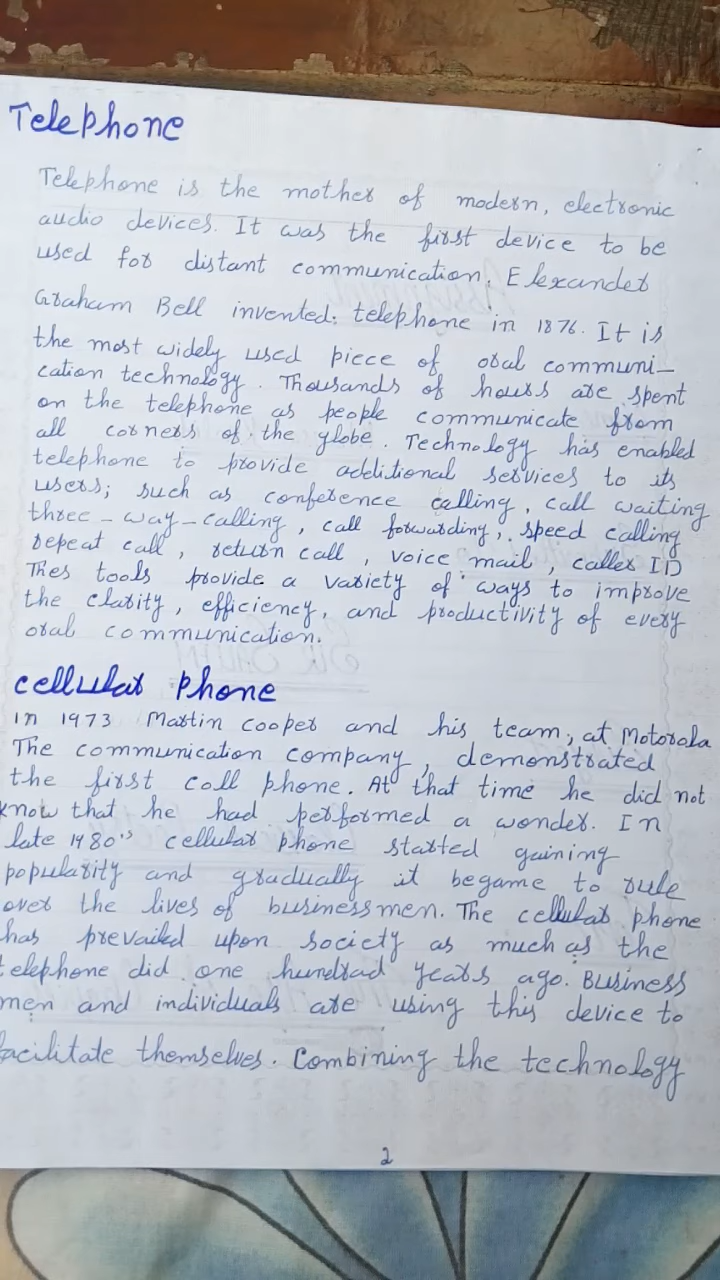 Telephone
Telephone is the mother of modern, electronic
audio devices. It was the first device to be
used for distant communication. Elexander
Graham Bell invented telephone in 1876. It is
the most widely used piece of oral communi-
cation technology. Thousands of hours are spent
on the telephone as people communicate from
all corners of the globe. Technology has enabled
telephone to provide additional services to its
users; such as conference calling, call waiting
three-way-calling, call forwarding, speed calling
repeat call, return call, voice mail, caller ID
Thes tools provide a variety of ways to improve
the clarity, efficiency, and productivity of every
oral communication.
cellular phone
in 1973 Martin cooper and his team, at Motorola
The communication company, demonstrated
the first coll phone. At that time he did not
know that he had performed a wonder. In
late 1980's cellular phone started gaining
popularity and gradually it begame to rule
over the lives of businessmen. The cellular phone
has prevailed upon society as much as the
telephone did one hundrad years ago. Business
men and individuals are using this device to
facilitate themselves. Combining the technology
2